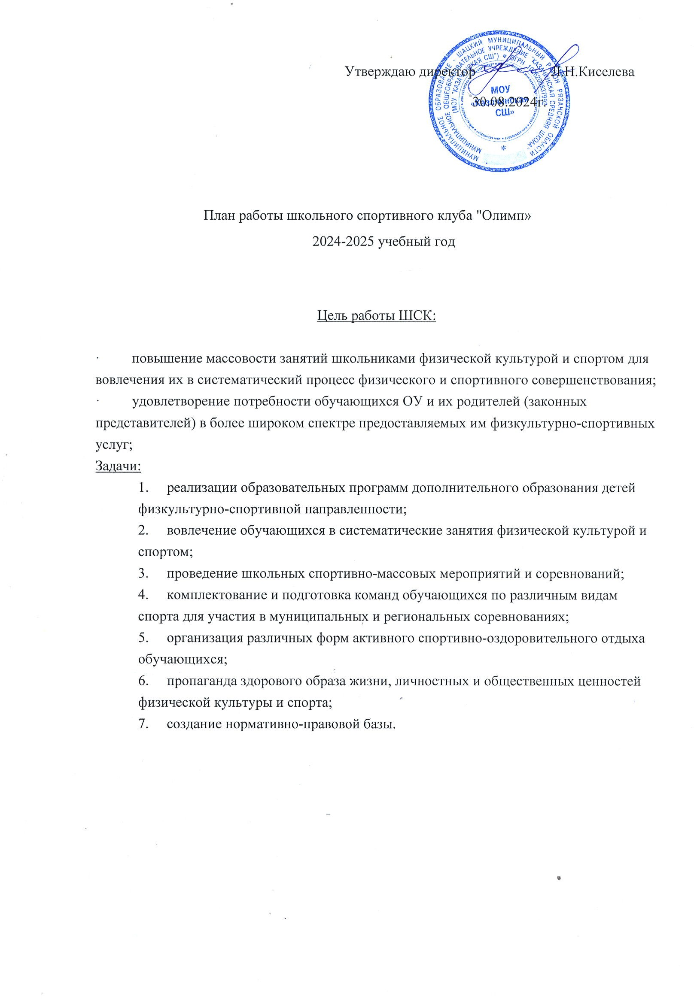 Утверждаю директор Л.Н.Киселева
30.08.2024г.
МУНИЦИПАЛЬНОЕ ОБРАЗОВАНИЕ - ШАЦКИЙ МУНИЦИПАЛЬНЫЙ РАЙОН РЯЗАНСКОЙ ОБЛАСТИ
МУНИЦИПАЛЬНОЕ ОБЩЕОБРАЗОВАТЕЛЬНОЕ УЧРЕЖДЕНИЕ "КАЗАЧИНСКАЯ СРЕДНЯЯ ШКОЛА"
(МОУ "КАЗАЧИНСКАЯ СШ") * ОГРН 1026200837992
МОУ
«Казачинская
СШ»
План работы школьного спортивного клуба "Олимп»
2024-2025 учебный год
Цель работы ШСК:
· повышение массовости занятий школьниками физической культурой и спортом для
вовлечения их в систематический процесс физического и спортивного совершенствования;
· удовлетворение потребности обучающихся ОУ и их родителей (законных
представителей) в более широком спектре предоставляемых им физкультурно-спортивных
услуг;
Задачи:
1. реализации образовательных программ дополнительного образования детей
физкультурно-спортивной направленности;
2. вовлечение обучающихся в систематические занятия физической культурой и
спортом;
3. проведение школьных спортивно-массовых мероприятий и соревнований;
4. комплектование и подготовка команд обучающихся по различным видам
спорта для участия в муниципальных и региональных соревнованиях;
5. организация различных форм активного спортивно-оздоровительного отдыха
обучающихся;
6. пропаганда здорового образа жизни, личностных и общественных ценностей
физической культуры и спорта;
7. создание нормативно-правовой базы.